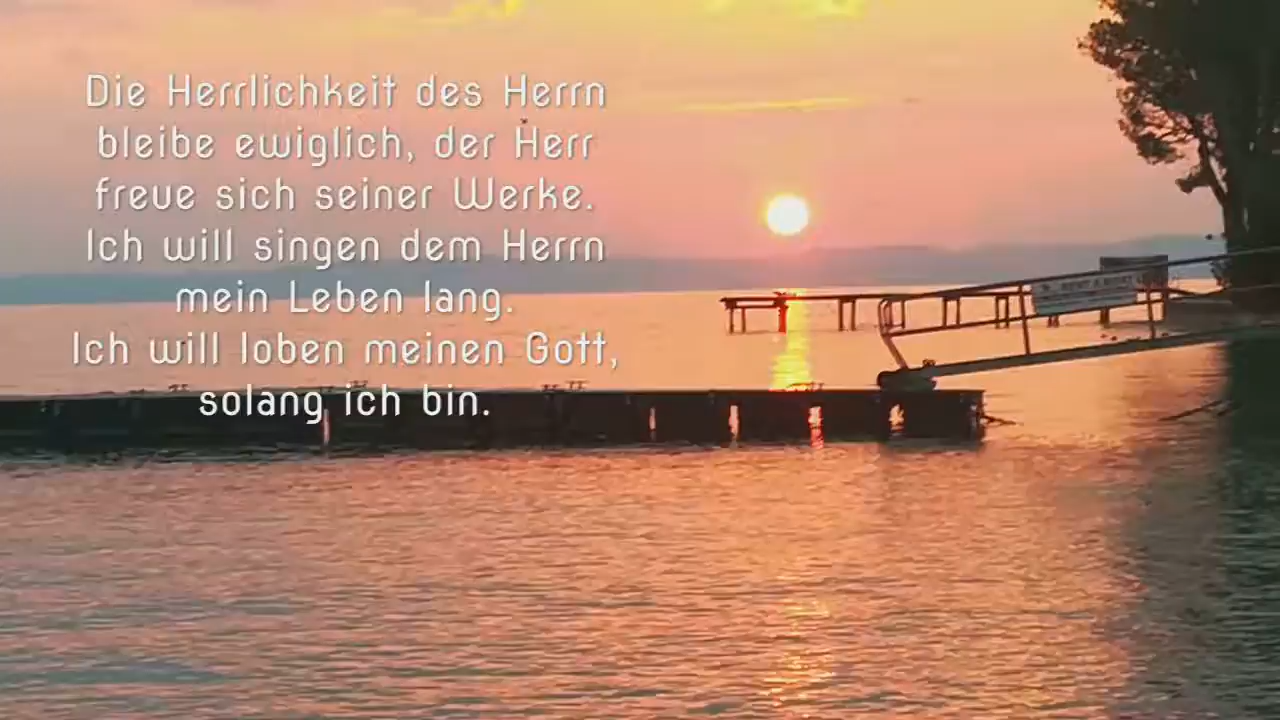 Die Herrlichkeit des Herrn
bleibe ewiglich, der Herr
freue sich seiner Werke.
Ich will singen dem Herrn
mein Leben lang.
Ich will loben meinen Gott,
solang ich bin.